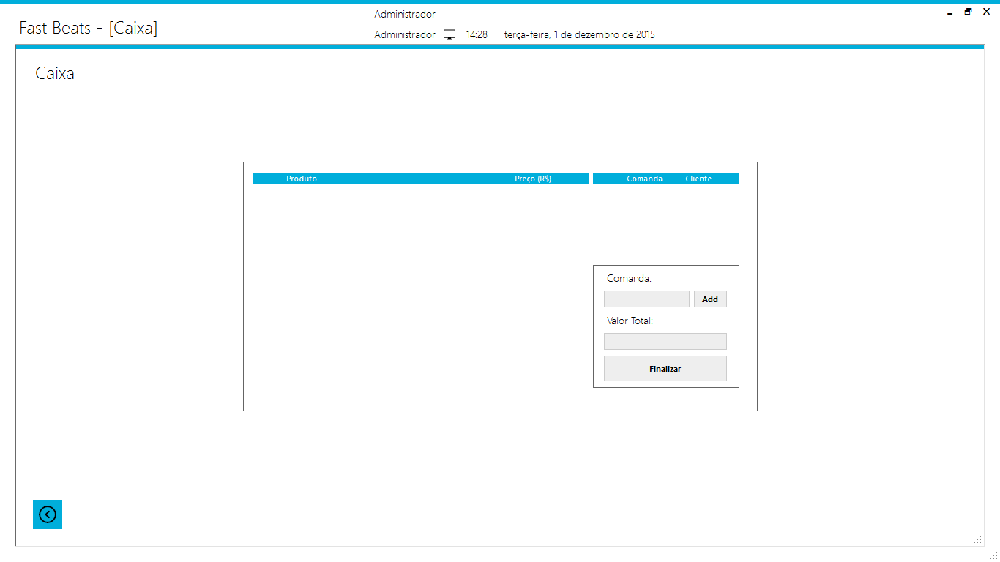 Administrador
Fast Beats - [Caixa]
Administrador 14:28 terça-feira, 1 de dezembro de 2015
Caixa
Produto Preço (R$) Comanda Cliente
Comanda:
Add
Valor Total:
Finalizar